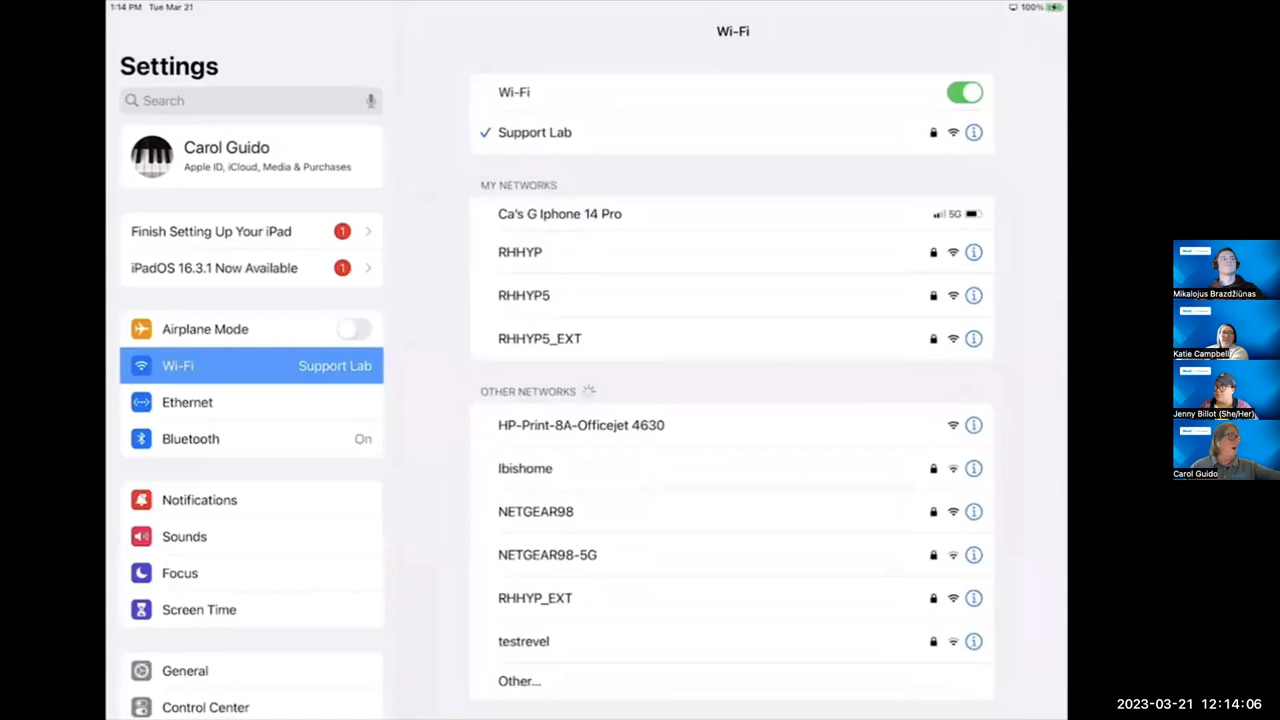 1:14 PM Tue Mar 21
100%
Wi-Fi
Settings
Search
Carol Guido
Apple ID, iCloud, Media & Purchases
Finish Setting Up Your iPad 1
iPadOS 16.3.1 Now Available 1
Airplane Mode
Wi-Fi Support Lab
Ethernet
Bluetooth On
Notifications
Sounds
Focus
Screen Time
General
Control Center
Wi-Fi
Support Lab
MY NETWORKS
Ca's G Iphone 14 Pro 5G
RHHYP
RHHYP5
RHHYP5_EXT
OTHER NETWORKS
HP-Print-8A-Officejet 4630
lbishome
NETGEAR98
NETGEAR98-5G
RHHYP_EXT
testrevel
Other...
Mikalojus Brazdžiūnas
Katie Campbell
Jenny Billot (She/Her)
Carol Guido
2023-03-21 12:14:06